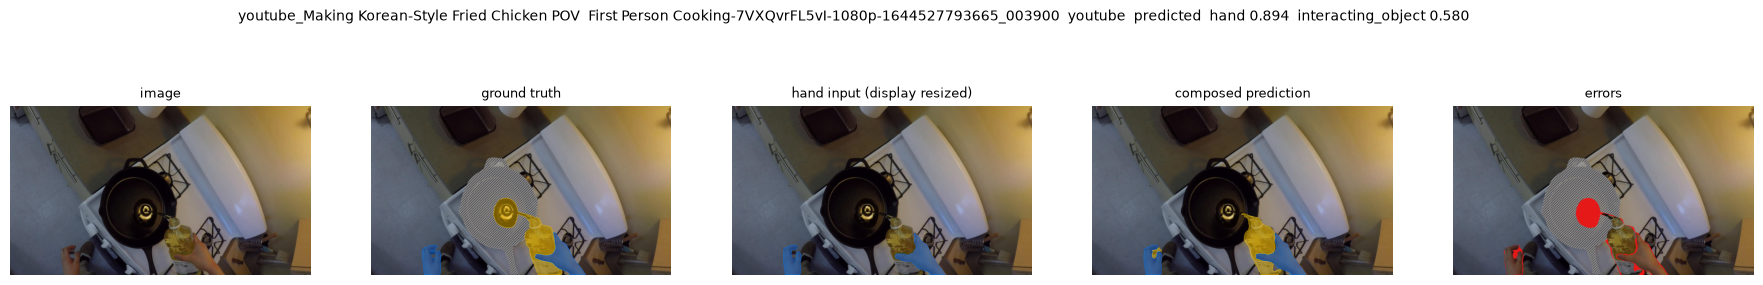 youtube_Making Korean-Style Fried Chicken POV  First Person Cooking-7VXQvrFL5vI-1080p-1644527793665_003900  youtube  predicted  hand 0.894  interacting_object 0.580
image
ground truth
hand input (display resized)
composed prediction
errors